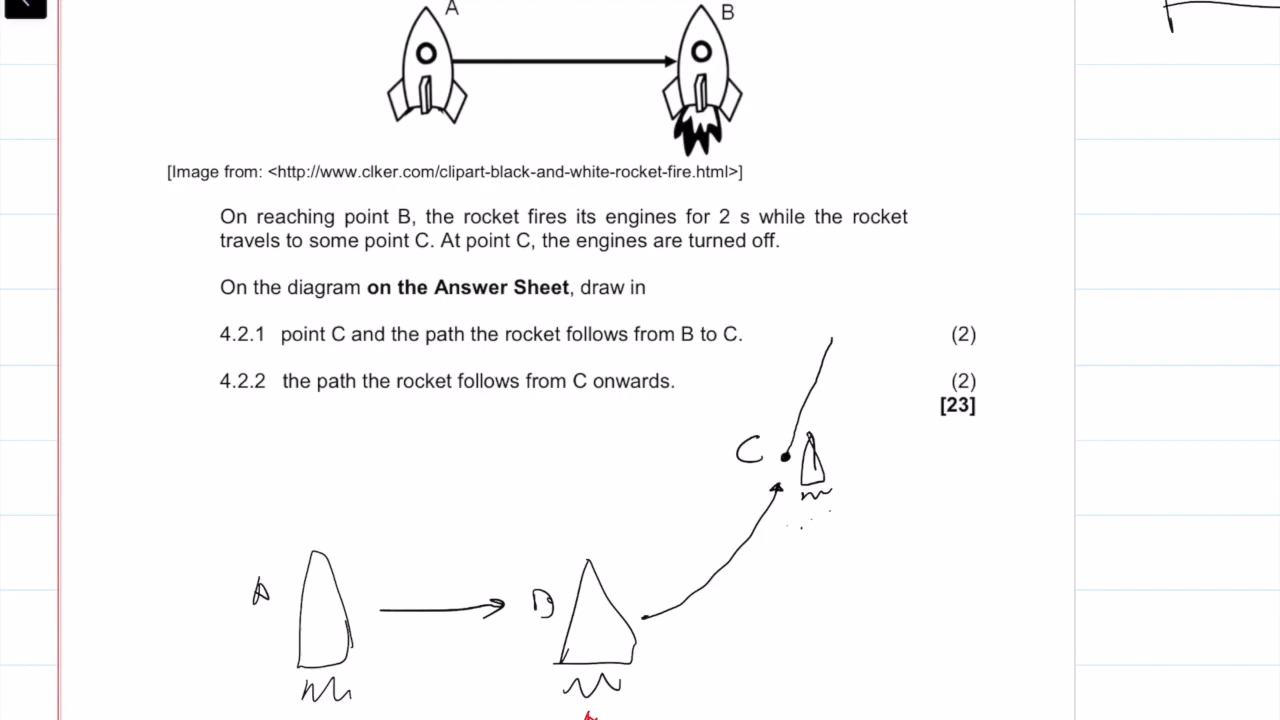 A
B
[Image from: <http://www.clker.com/clipart-black-and-white-rocket-fire.html>]
On reaching point B, the rocket fires its engines for 2 s while the rocket
travels to some point C. At point C, the engines are turned off.
On the diagram on the Answer Sheet, draw in
4.2.1 point C and the path the rocket follows from B to C. (2)
4.2.2 the path the rocket follows from C onwards. (2)
[23]
C
A
B